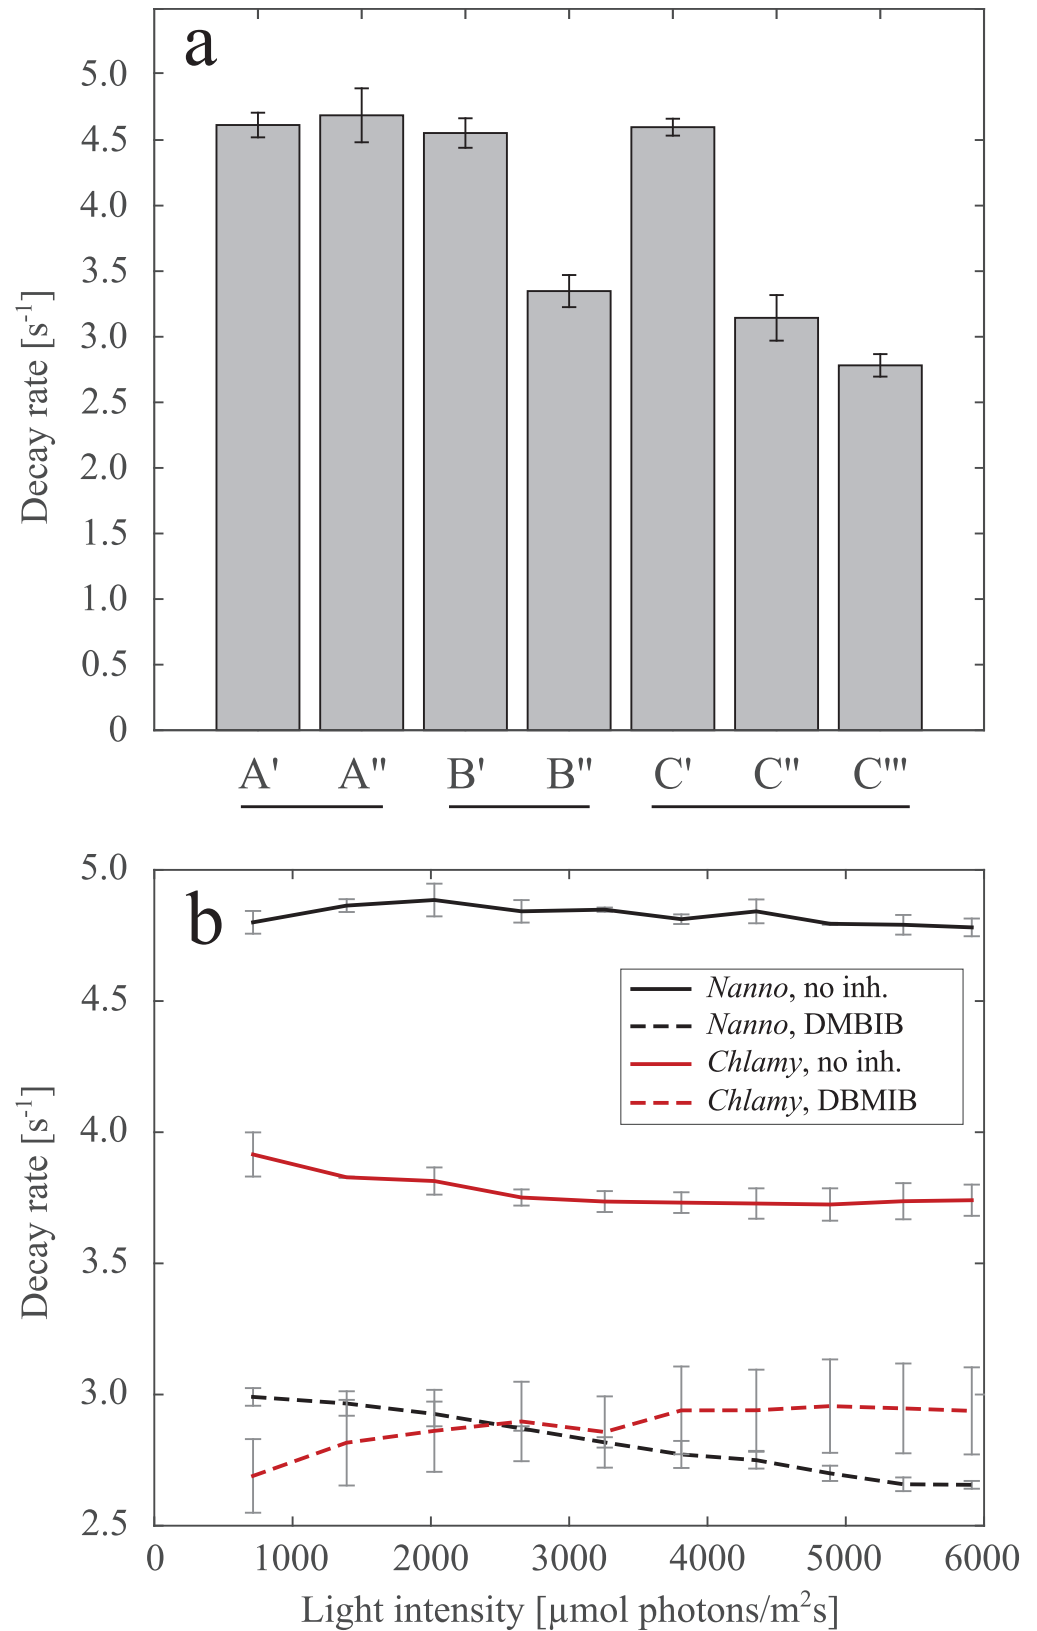 a
5.0
4.5
4.0
3.5
3.0
2.5
2.0
1.5
1.0
0.5
0
Decay rate [s-1]
A' A'' B' B'' C' C'' C'''
b
5.0
4.5
4.0
3.5
3.0
2.5
Decay rate [s-1]
Nanno, no inh.
Nanno, DMBIB
Chlamy, no inh.
Chlamy, DBMIB
0 1000 2000 3000 4000 5000 6000
Light intensity [µmol photons/m2s]